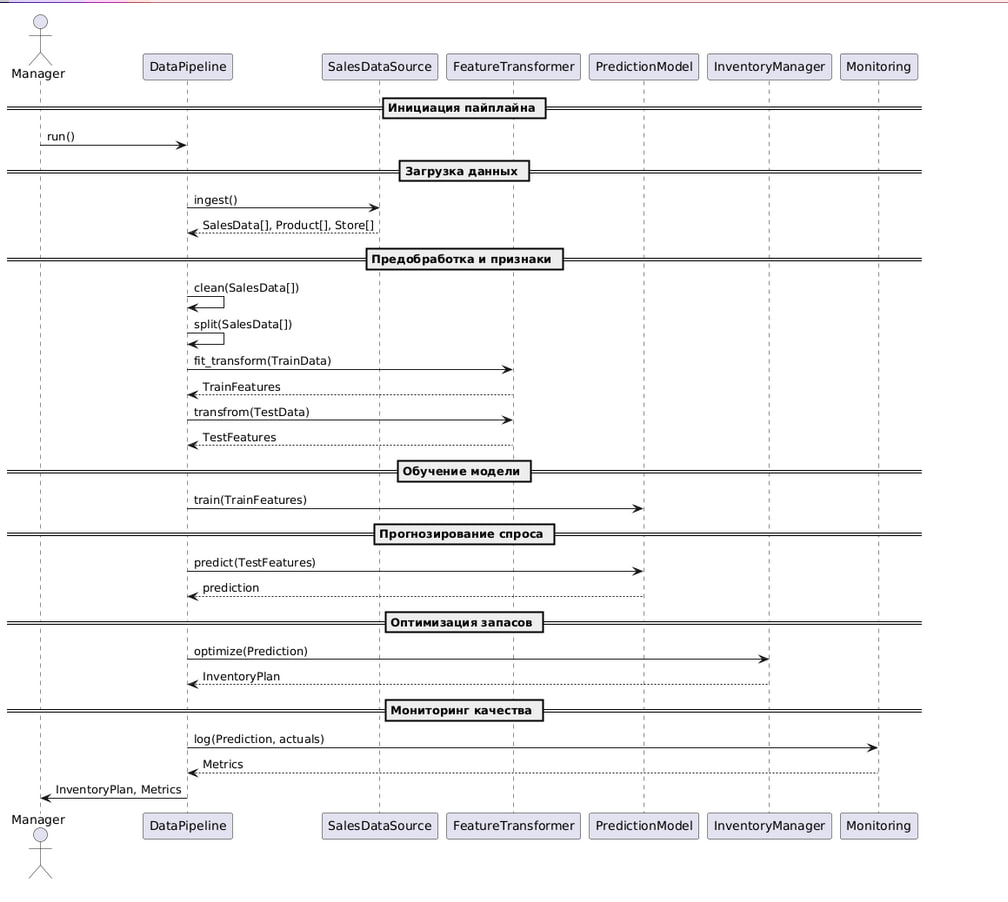 Manager
DataPipeline
SalesDataSource
FeatureTransformer
PredictionModel
InventoryManager
Monitoring
Инициация пайплайна
run()
Загрузка данных
ingest()
SalesData[], Product[], Store[]
Предобработка и признаки
clean(SalesData[])
split(SalesData[])
fit_transform(TrainData)
TrainFeatures
transfrom(TestData)
TestFeatures
Обучение модели
train(TrainFeatures)
Прогнозирование спроса
predict(TestFeatures)
prediction
Оптимизация запасов
optimize(Prediction)
InventoryPlan
Мониторинг качества
log(Prediction, actuals)
Metrics
InventoryPlan, Metrics
Manager
DataPipeline
SalesDataSource
FeatureTransformer
PredictionModel
InventoryManager
Monitoring